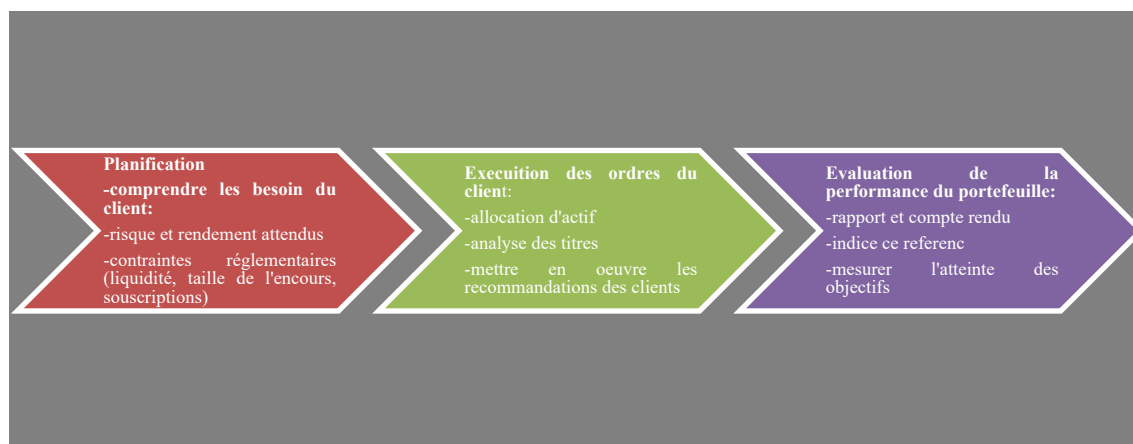 Planification
-comprendre les besoin du
client:
-risque et rendement attendus
-contraintes réglementaires
(liquidité, taille de l'encours,
souscriptions)
Execuition des ordres du
client:
-allocation d'actif
-analyse des titres
-mettre en oeuvre les
recommandations des clients
Evaluation de la
performance du portefeuille:
-rapport et compte rendu
-indice ce referenc
-mesurer l'atteinte des
objectifs